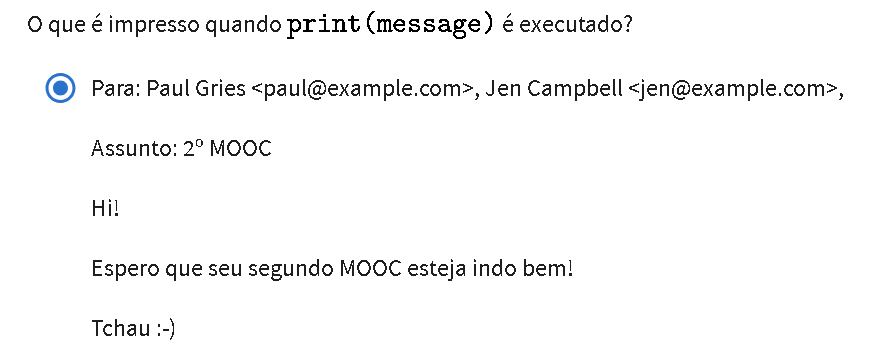 O que é impresso quando print(message) é executado?
Para: Paul Gries <paul@example.com>, Jen Campbell <jen@example.com>,
Assunto: 2º MOOC
Hi!
Espero que seu segundo MOOC esteja indo bem!
Tchau :-)